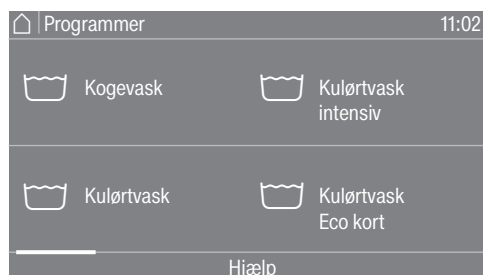 Programmer 11:02
Kogevask
Kulørtvask
intensiv
Kulørtvask
Kulørtvask
Eco kort
Hjælp